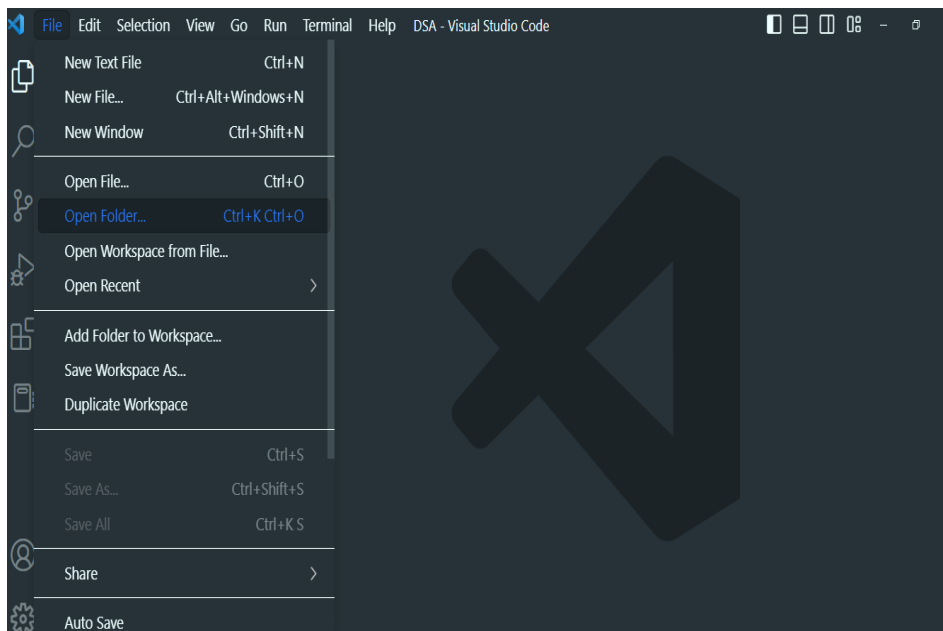 File Edit Selection View Go Run Terminal Help DSA - Visual Studio Code
New Text File Ctrl+N
New File... Ctrl+Alt+Windows+N
New Window Ctrl+Shift+N
Open File... Ctrl+O
Open Folder... Ctrl+K Ctrl+O
Open Workspace from File...
Open Recent
Add Folder to Workspace...
Save Workspace As...
Duplicate Workspace
Save Ctrl+S
Save As... Ctrl+Shift+S
Save All Ctrl+K S
Share
Auto Save